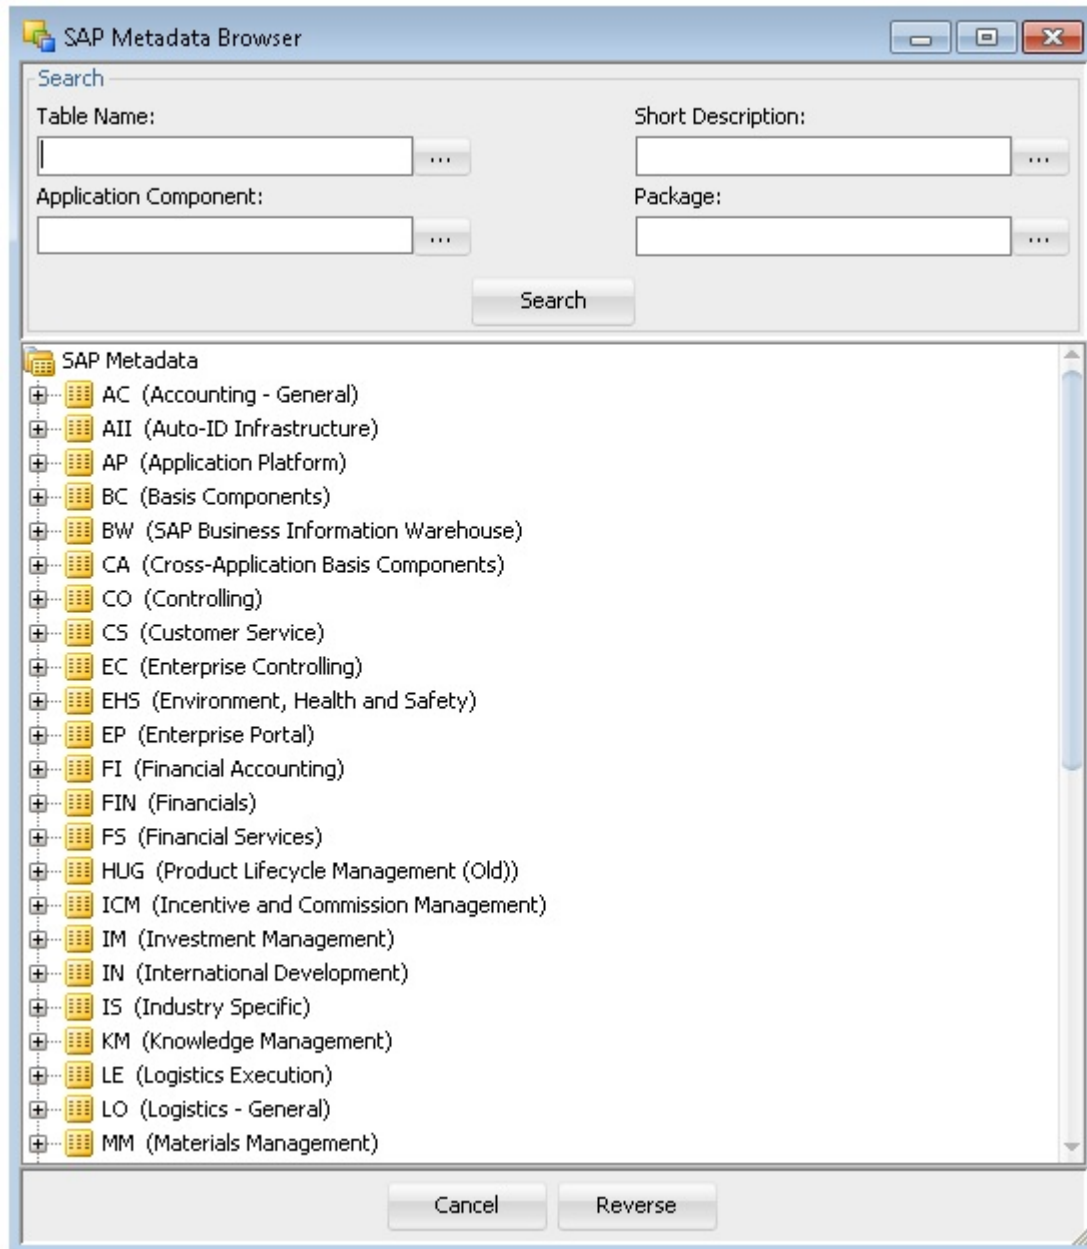 SAP Metadata Browser
Search
Table Name: Short Description:
... ...
Application Component: Package:
... ...
Search
SAP Metadata
AC (Accounting - General)
AII (Auto-ID Infrastructure)
AP (Application Platform)
BC (Basis Components)
BW (SAP Business Information Warehouse)
CA (Cross-Application Basis Components)
CO (Controlling)
CS (Customer Service)
EC (Enterprise Controlling)
EHS (Environment, Health and Safety)
EP (Enterprise Portal)
FI (Financial Accounting)
FIN (Financials)
FS (Financial Services)
HUG (Product Lifecycle Management (Old))
ICM (Incentive and Commission Management)
IM (Investment Management)
IN (International Development)
IS (Industry Specific)
KM (Knowledge Management)
LE (Logistics Execution)
LO (Logistics - General)
MM (Materials Management)
Cancel Reverse